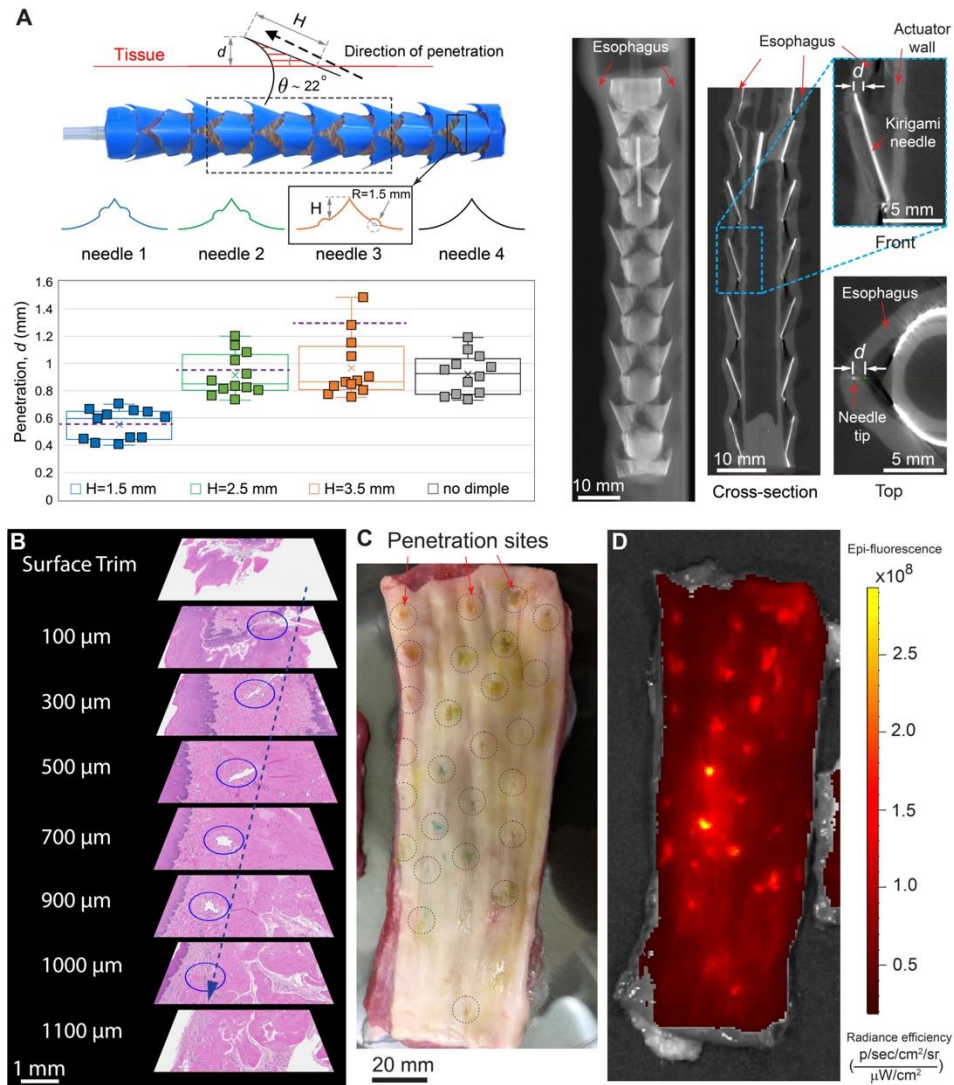 A
H
d
Tissue
Direction of penetration
θ ~ 22°
H
R=1.5 mm
needle 1
needle 2
needle 3
needle 4
Penetration, d (mm)
1.6
1.4
1.2
1
0.8
0.6
0.4
0.2
0
H=1.5 mm
H=2.5 mm
H=3.5 mm
no dimple
Esophagus
10 mm
Esophagus
10 mm
Cross-section
Actuator
wall
d
Kirigami
needle
5 mm
Front
Esophagus
d
Needle
tip
5 mm
Top
B
Surface Trim
100 µm
300 µm
500 µm
700 µm
900 µm
1000 µm
1100 µm
1 mm
C
Penetration sites
20 mm
D
Epi-fluorescence
x10⁸
2.5
2.0
1.5
1.0
0.5
Radiance efficiency
(p/sec/cm²/sr
µW/cm²)